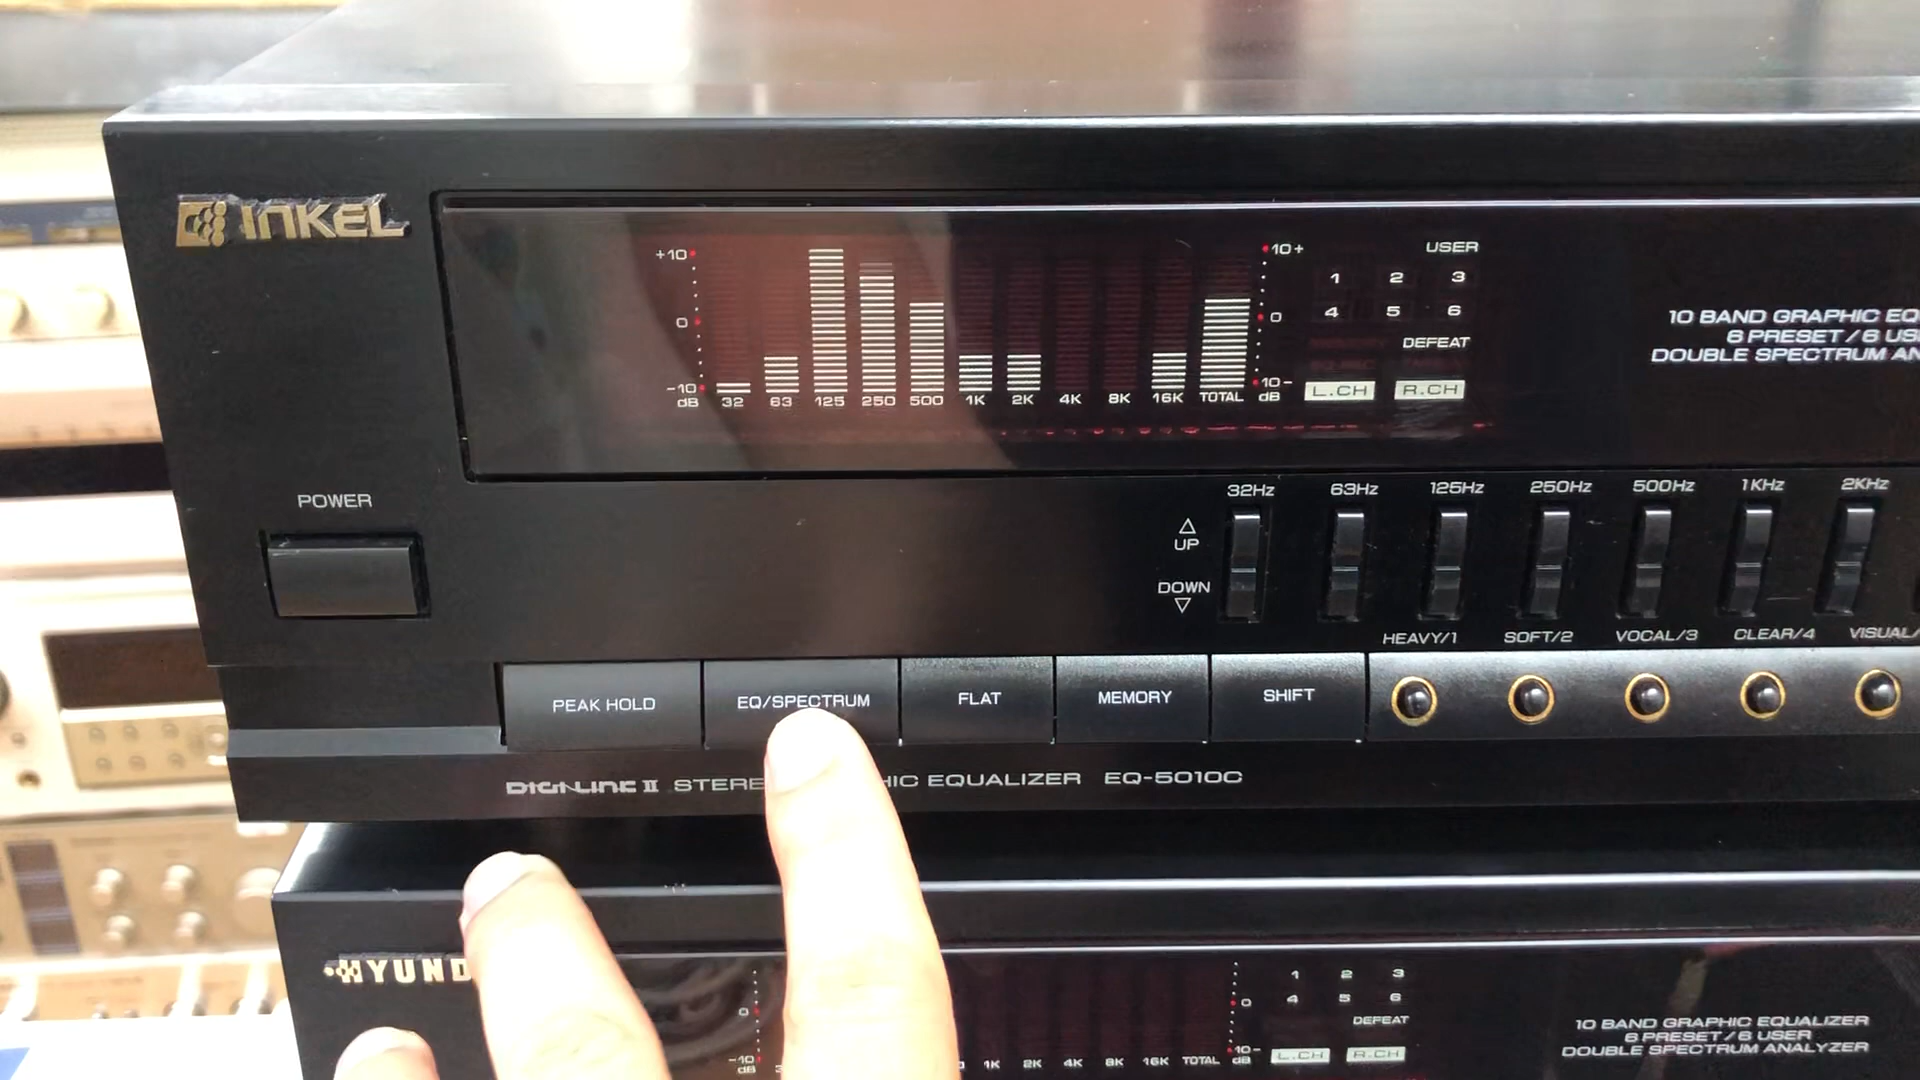 INKEL
+10 10+ USER
1 2 3
0 0 4 5 6
DEFEAT
-10 10- L.CH R.CH
dB 32 63 125 250 500 1K 2K 4K 8K 16K TOTAL dB
10 BAND GRAPHIC EQ
6 PRESET/6 US
DOUBLE SPECTRUM AN
POWER
32Hz 63Hz 125Hz 250Hz 500Hz 1KHz 2KHz
UP
DOWN
HEAVY/1 SOFT/2 VOCAL/3 CLEAR/4 VISUAL/
PEAK HOLD EQ/SPECTRUM FLAT MEMORY SHIFT
DIGI-LINK II STERE HIC EQUALIZER EQ-5010C
HYUND
1 2 3
0 0 4 5 6
DEFEAT
-10 10- L.CH R.CH
dB 1K 2K 4K 8K 16K TOTAL dB
10 BAND GRAPHIC EQUALIZER
6 PRESET/6 USER
DOUBLE SPECTRUM ANALYZER